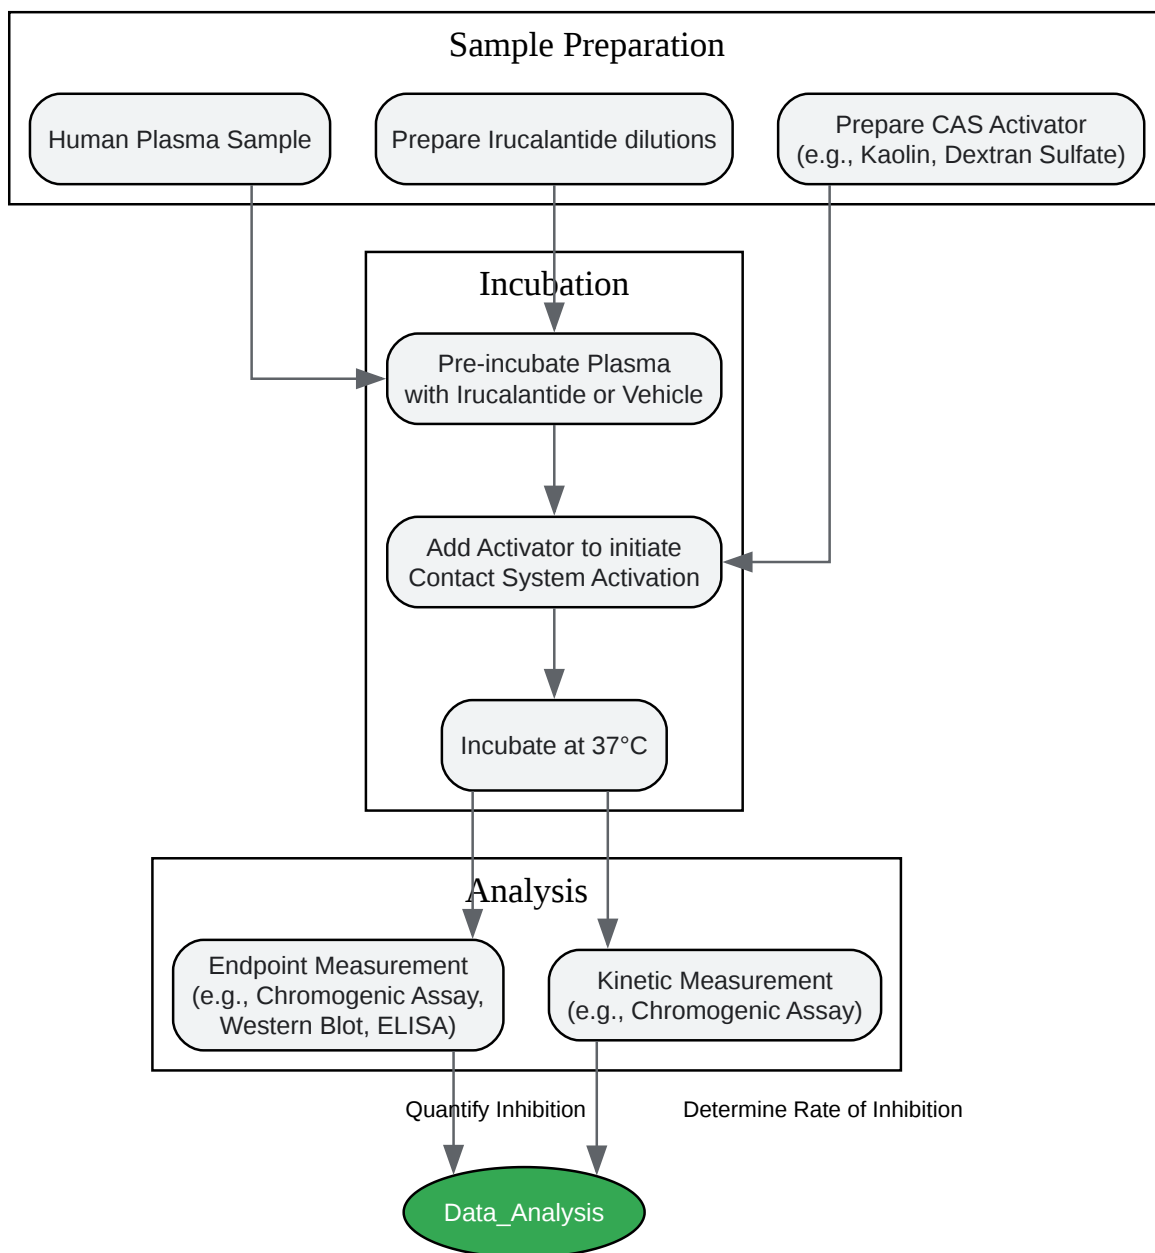 Sample Preparation
Human Plasma Sample
Prepare Irucalantide dilutions
Prepare CAS Activator
(e.g., Kaolin, Dextran Sulfate)
Incubation
Pre-incubate Plasma
with Irucalantide or Vehicle
Add Activator to initiate
Contact System Activation
Incubate at 37°C
Analysis
Endpoint Measurement
(e.g., Chromogenic Assay,
Western Blot, ELISA)
Kinetic Measurement
(e.g., Chromogenic Assay)
Quantify Inhibition
Determine Rate of Inhibition
Data_Analysis